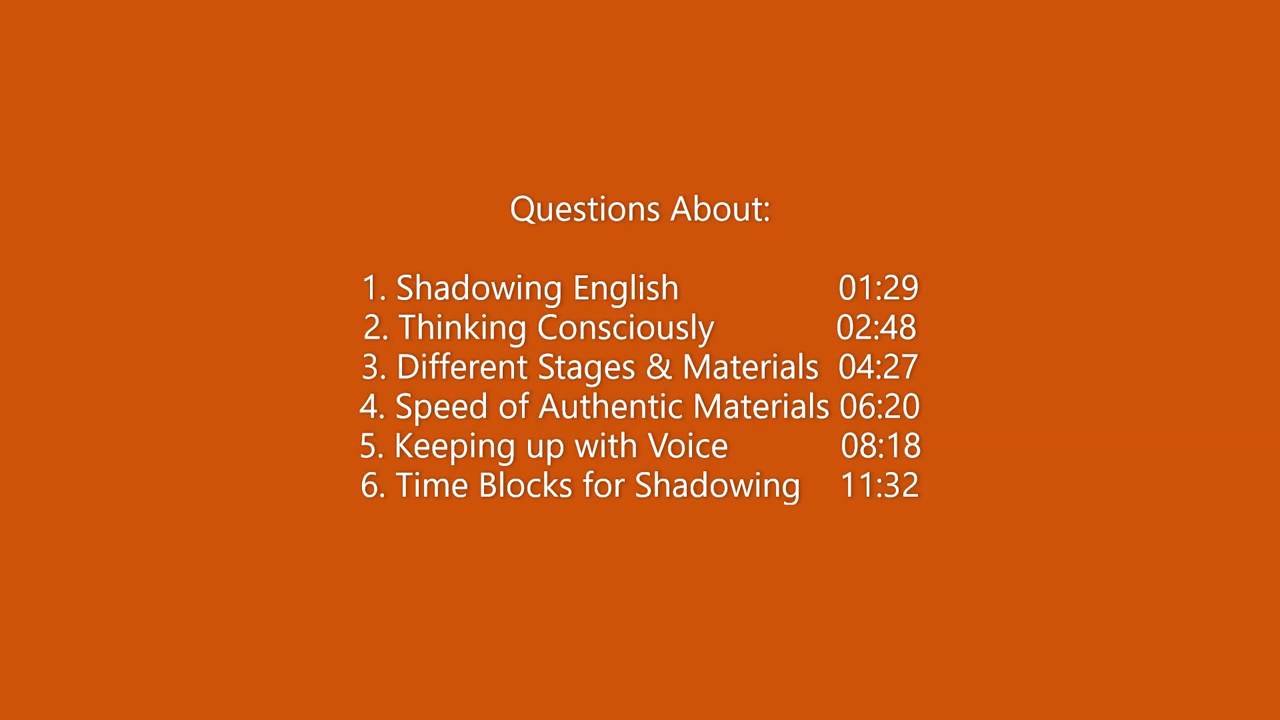 Questions About:
1. Shadowing English 01:29
2. Thinking Consciously 02:48
3. Different Stages & Materials 04:27
4. Speed of Authentic Materials 06:20
5. Keeping up with Voice 08:18
6. Time Blocks for Shadowing 11:32